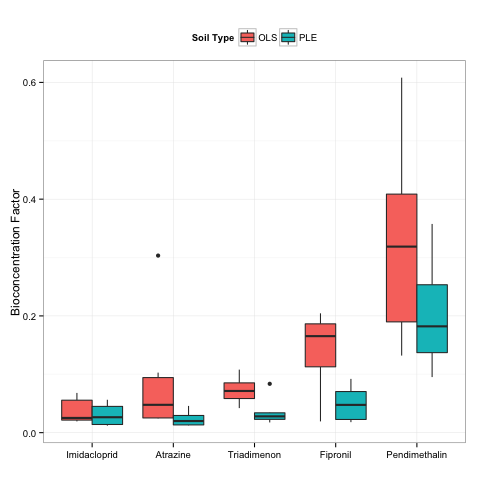 Soil Type OLS PLE
Bioconcentration Factor
0.6
0.4
0.2
0.0
Imidacloprid Atrazine Triadimenon Fipronil Pendimethalin